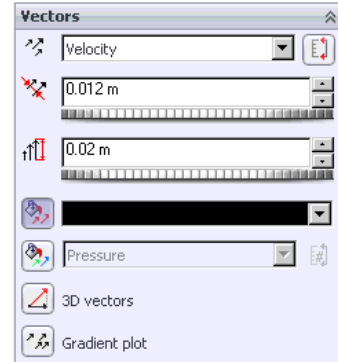 Vectors
Velocity
0.012 m
0.02 m
Pressure
3D vectors
Gradient plot